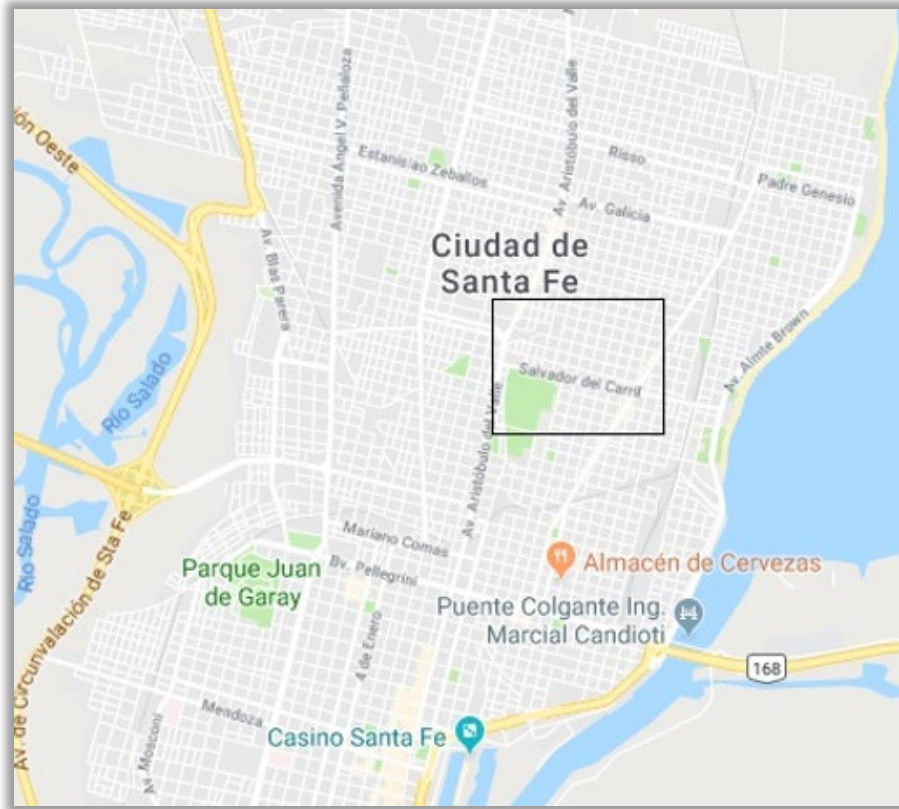 ión Oeste
Avenida Ángel V. Peñaloza
Av. Aristóbulo del Valle
Estanislao Zeballos
Risso
Padre Genesio
Av. Galicia
Av. Blas Parera
Ciudad de
Santa Fe
Av. Almte Brown
Salvador del Carril
Río Salado
Av. Aristóbulo del Valle
Río Salado
Mariano Comas
Bv. Pellegrini
Almacén de Cervezas
Parque Juan
de Garay
Puente Colgante Ing.
Marcial Candioti
4 de Enero
168
Av. de Circunvalación de Sta Fe
Mendoza
Casino Santa Fe
Av. Mosconi